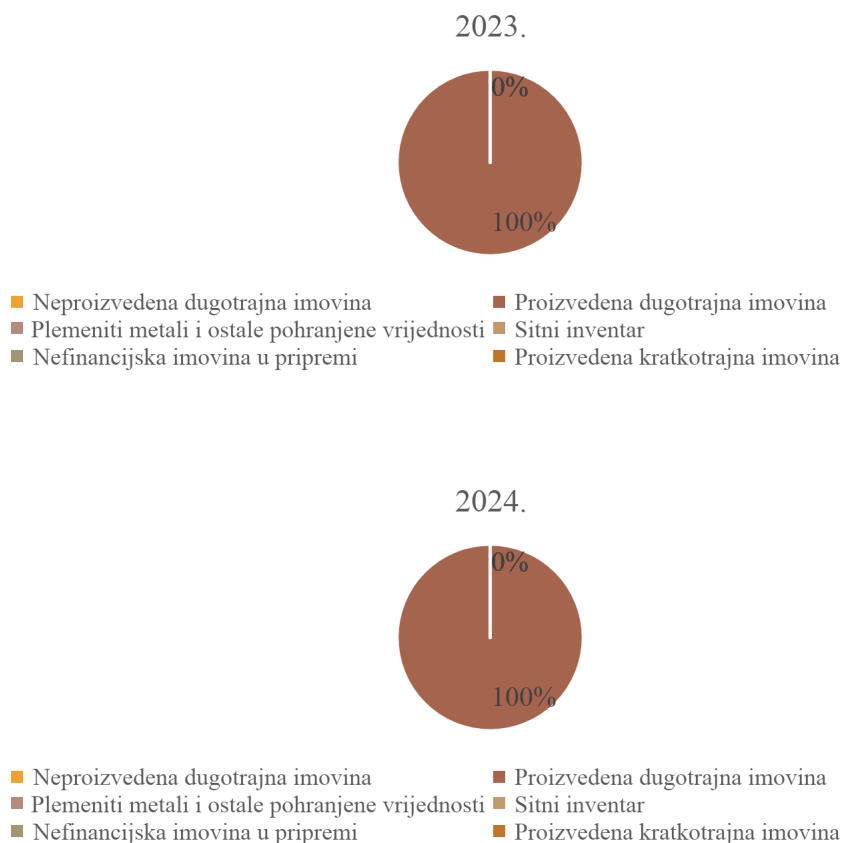 2023.
0%
100%
Neproizvedena dugotrajna imovina Proizvedena dugotrajna imovina
Plemeniti metali i ostale pohranjene vrijednosti Sitni inventar
Nefinancijska imovina u pripremi Proizvedena kratkotrajna imovina
2024.
0%
100%
Neproizvedena dugotrajna imovina Proizvedena dugotrajna imovina
Plemeniti metali i ostale pohranjene vrijednosti Sitni inventar
Nefinancijska imovina u pripremi Proizvedena kratkotrajna imovina